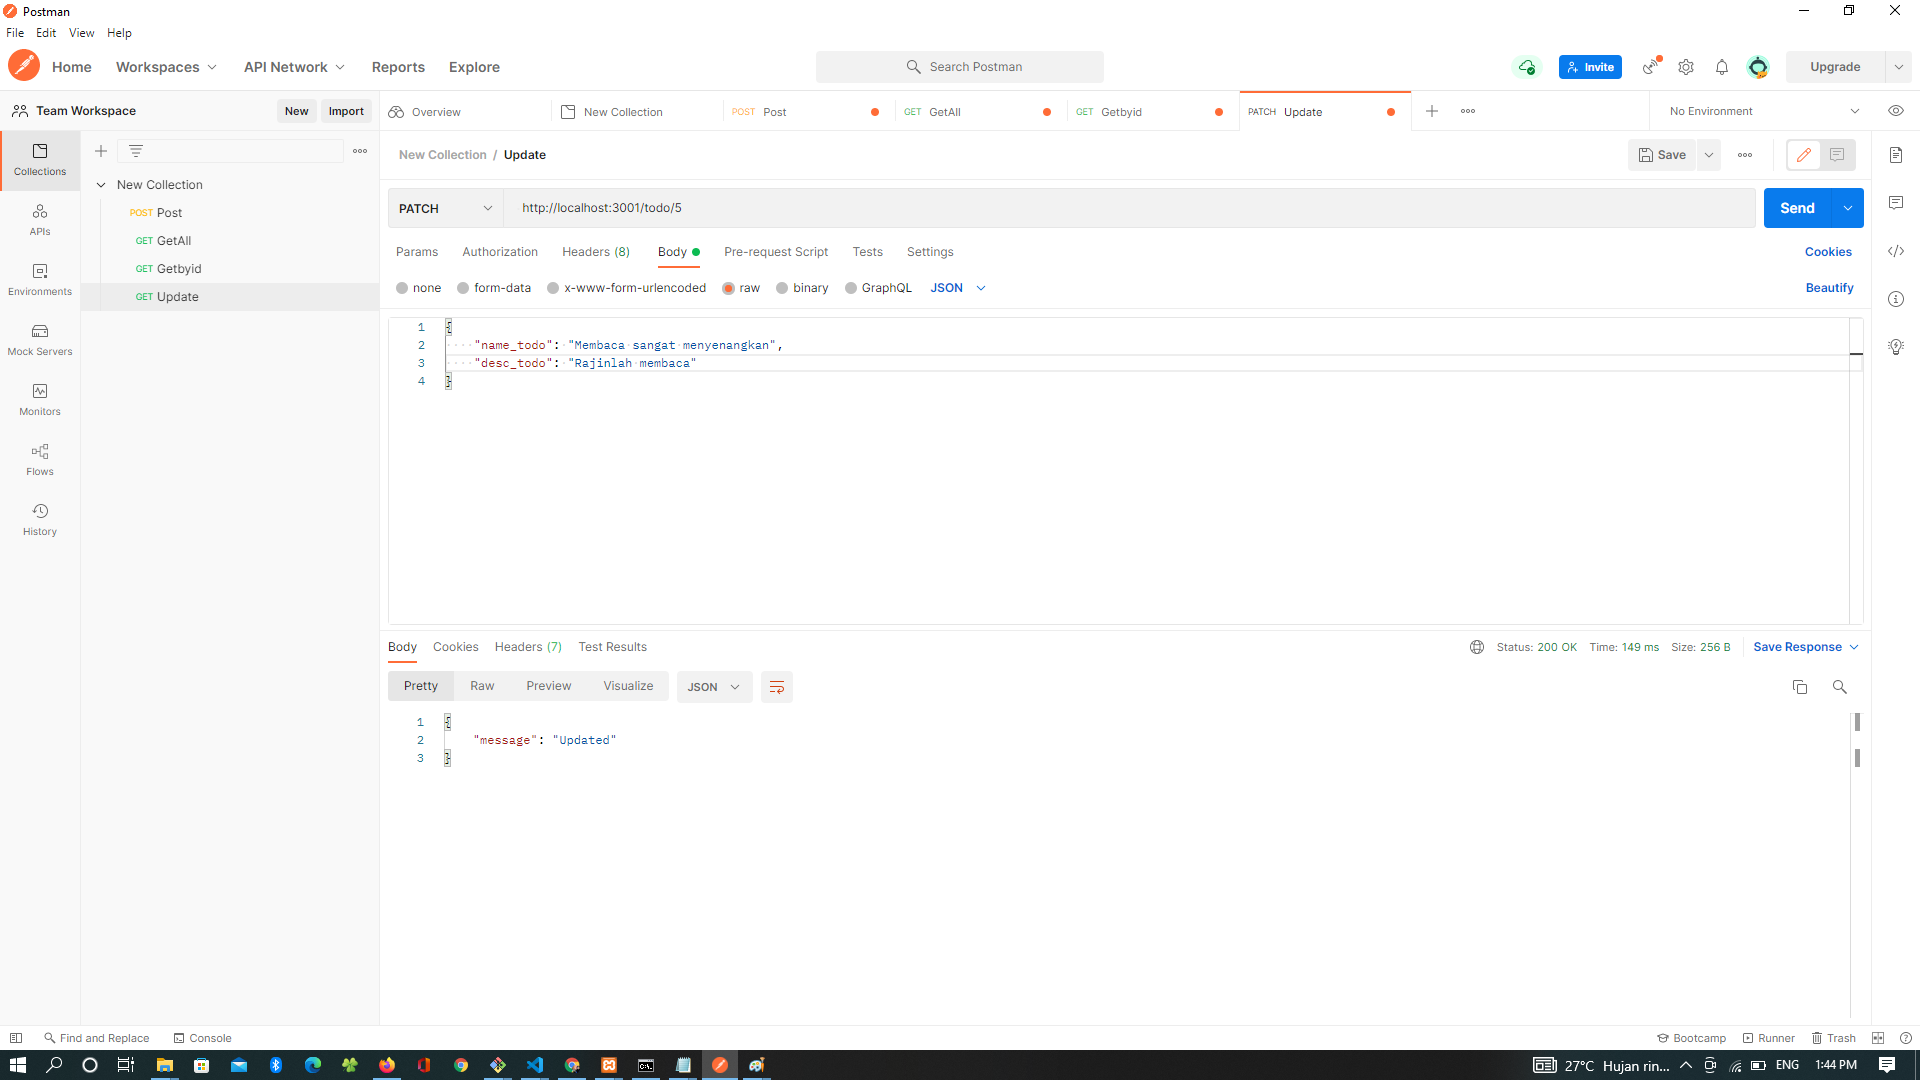 Postman
File Edit View Help
Home Workspaces API Network Reports Explore Search Postman Invite Upgrade
Team Workspace New Import Overview New Collection POST Post GET GetAll GET Getbyid PATCH Update No Environment
New Collection / Update Save
Collections
New Collection
PATCH http://localhost:3001/todo/5 Send
POST Post
GET GetAll
GET Getbyid
GET Update
APIs
Environments
Mock Servers
Monitors
Flows
History
Params Authorization Headers (8) Body Pre-request Script Tests Settings Cookies
none form-data x-www-form-urlencoded raw binary GraphQL JSON Beautify
1 {
2 "name_todo": "Membaca sangat menyenangkan",
3 "desc_todo": "Rajinlah membaca"
4 }
Body Cookies Headers (7) Test Results Status: 200 OK Time: 149 ms Size: 256 B Save Response
Pretty Raw Preview Visualize JSON
1 {
2 "message": "Updated"
3 }
Find and Replace Console Bootcamp Runner Trash
27°C Hujan rin... ENG 1:44 PM